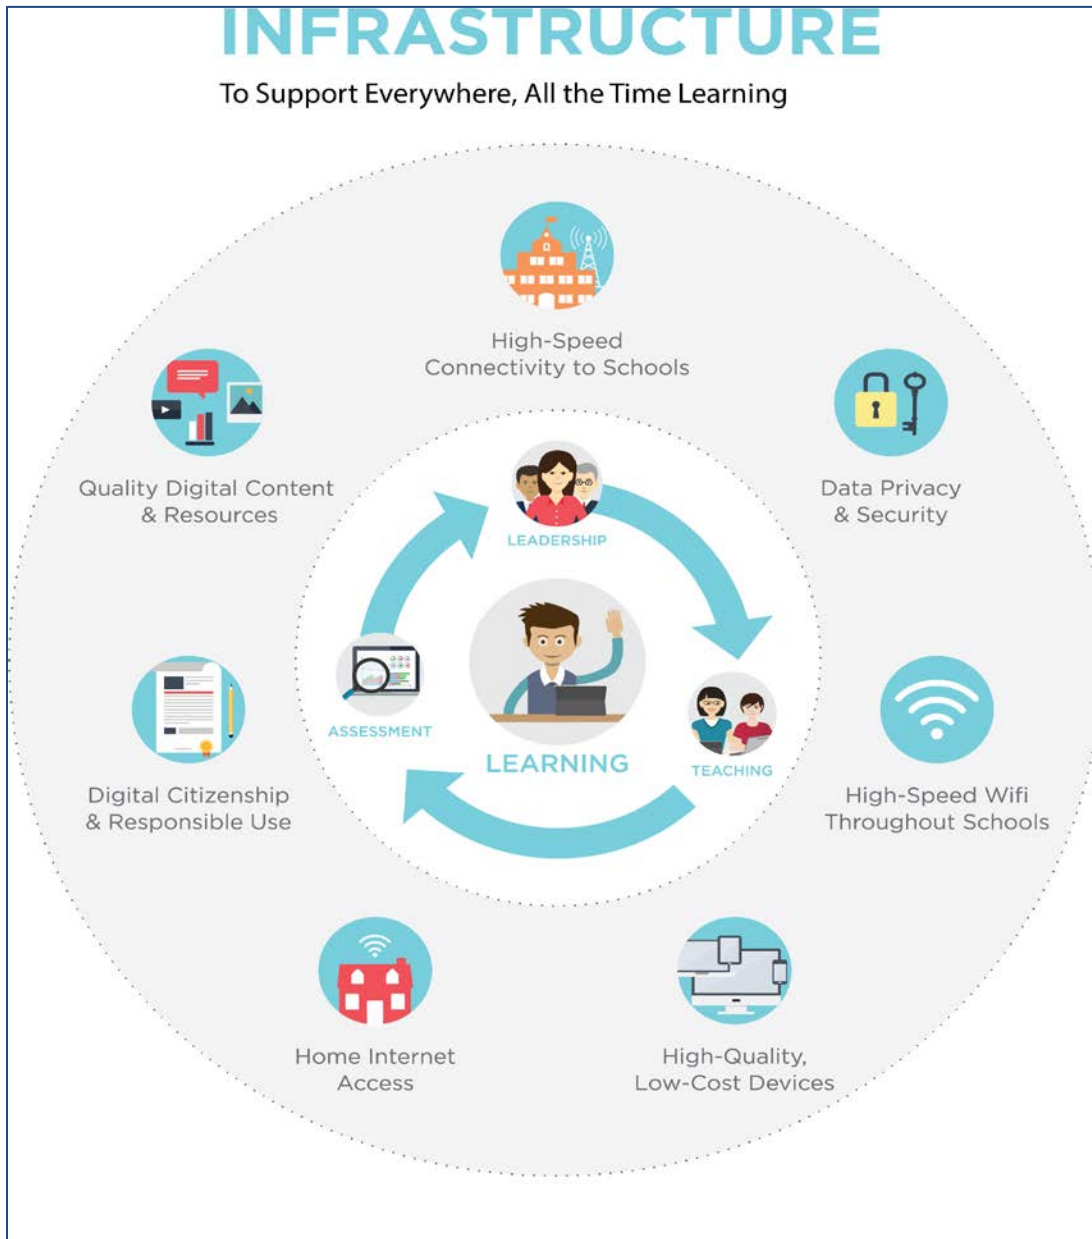 INFRASTRUCTURE
To Support Everywhere, All the Time Learning
High-Speed
Connectivity to Schools
Quality Digital Content
& Resources
Data Privacy
& Security
LEADERSHIP
ASSESSMENT
LEARNING
TEACHING
Digital Citizenship
& Responsible Use
High-Speed Wifi
Throughout Schools
Home Internet
Access
High-Quality,
Low-Cost Devices